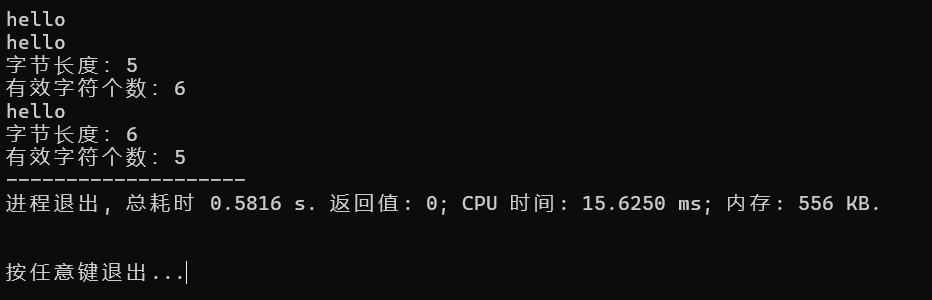 hello
hello
字节长度: 5
有效字符个数: 6
hello
字节长度: 6
有效字符个数: 5
--------------------
进程退出, 总耗时 0.5816 s. 返回值: 0; CPU 时间: 15.6250 ms; 内存: 556 KB.
按任意键退出...